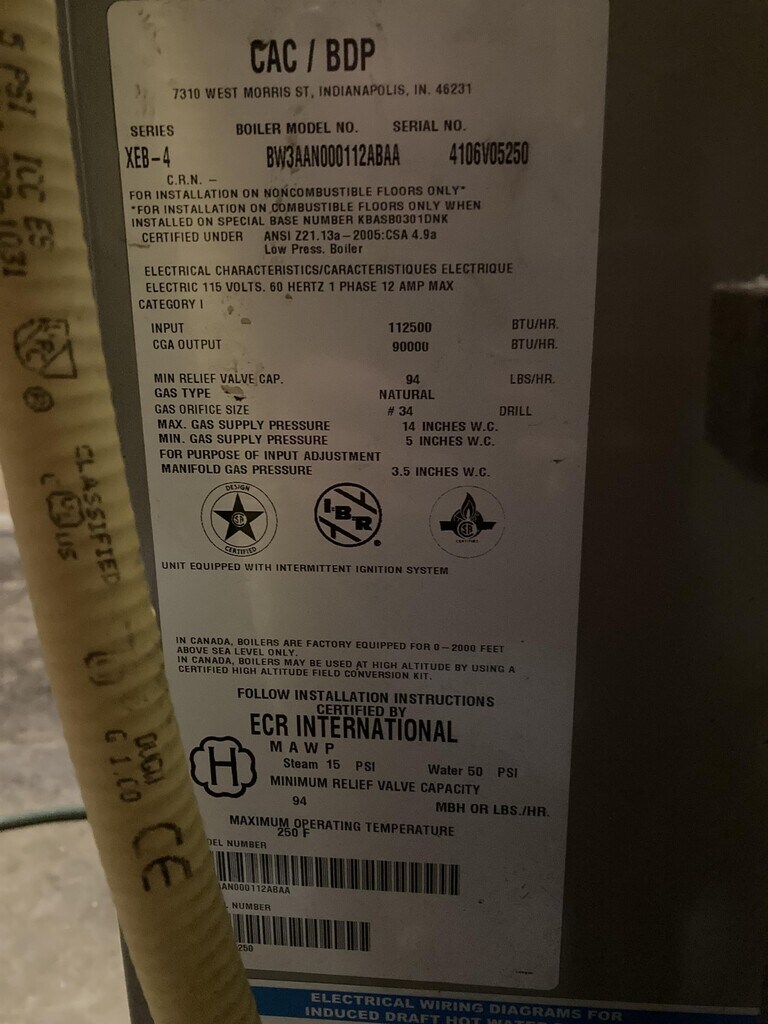 CAC / BDP
7310 WEST MORRIS ST, INDIANAPOLIS, IN. 46231
SERIES BOILER MODEL NO. SERIAL NO.
XEB-4 BW3AAN000112ABAA 4106V05250
C.R.N. -
FOR INSTALLATION ON NONCOMBUSTIBLE FLOORS ONLY*
*FOR INSTALLATION ON COMBUSTIBLE FLOORS ONLY WHEN
INSTALLED ON SPECIAL BASE NUMBER KBASB0301DNK
CERTIFIED UNDER ANSI Z21.13a-2005:CSA 4.9a
Low Press. Boiler
ELECTRICAL CHARACTERISTICS/CARACTERISTIQUES ELECTRIQUE
ELECTRIC 115 VOLTS. 60 HERTZ 1 PHASE 12 AMP MAX
CATEGORY I
INPUT 112500 BTU/HR.
CGA OUTPUT 90000 BTU/HR.
MIN RELIEF VALVE CAP. 94 LBS/HR.
GAS TYPE NATURAL
GAS ORIFICE SIZE # 34 DRILL
MAX. GAS SUPPLY PRESSURE 14 INCHES W.C.
MIN. GAS SUPPLY PRESSURE 5 INCHES W.C.
FOR PURPOSE OF INPUT ADJUSTMENT
MANIFOLD GAS PRESSURE 3.5 INCHES W.C.
DESIGN
CERTIFIED
I=B=R
UNIT EQUIPPED WITH INTERMITTENT IGNITION SYSTEM
IN CANADA, BOILERS ARE FACTORY EQUIPPED FOR 0-2000 FEET
ABOVE SEA LEVEL ONLY.
IN CANADA, BOILERS MAY BE USED AT HIGH ALTITUDE BY USING A
CERTIFIED HIGH ALTITUDE FIELD CONVERSION KIT.
FOLLOW INSTALLATION INSTRUCTIONS
CERTIFIED BY
ECR INTERNATIONAL
H
MAWP
Steam 15 PSI Water 50 PSI
MINIMUM RELIEF VALVE CAPACITY
94 MBH OR LBS./HR.
MAXIMUM OPERATING TEMPERATURE
250 F
DEL NUMBER
AAN000112ABAA
L NUMBER
250
ELECTRICAL WIRING DIAGRAMS FOR
INDUCED DRAFT HOT WATER
5 PSI ICC ES
1031
CLASSIFIED
US
CE